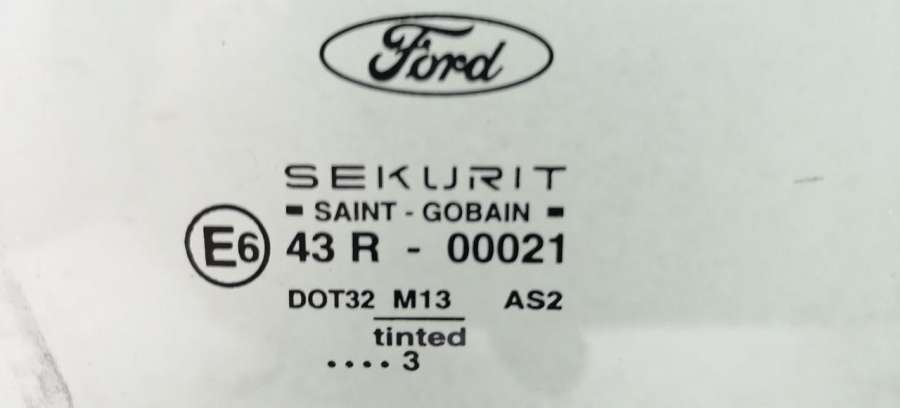 Ford
SEKURIT
- SAINT - GOBAIN -
E6 43 R - 00021
DOT32 M13 AS2
tinted
.... 3